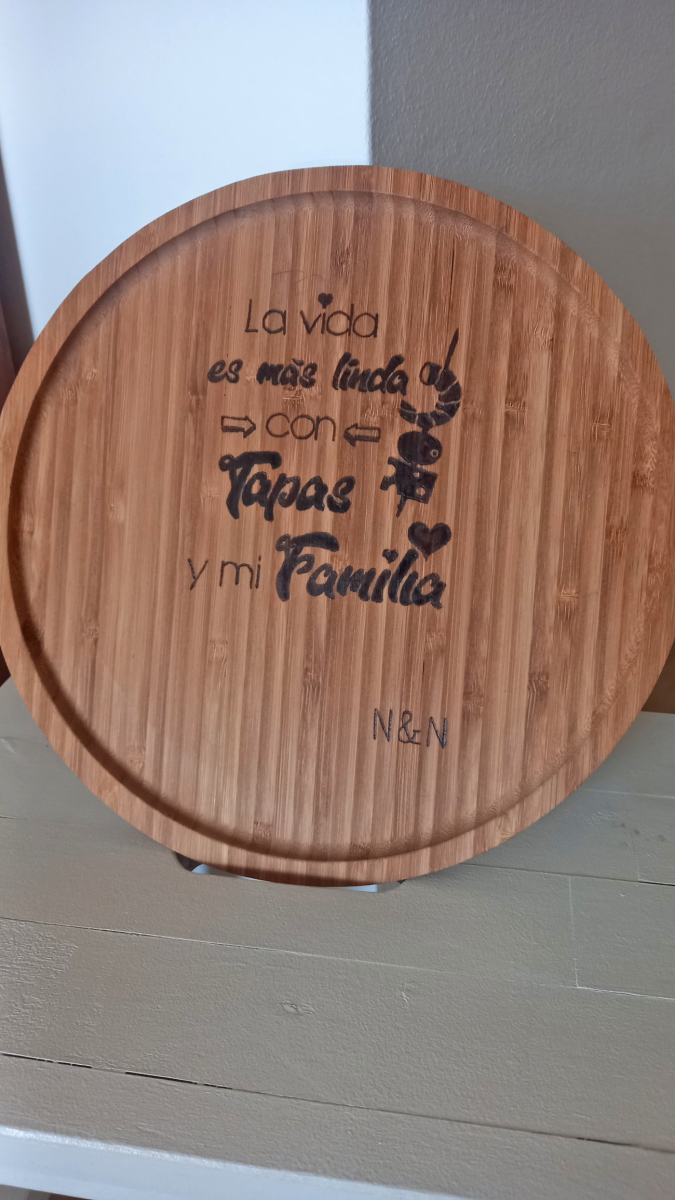 La vida
es más linda
con
Tapas
y mi Familia
N&N